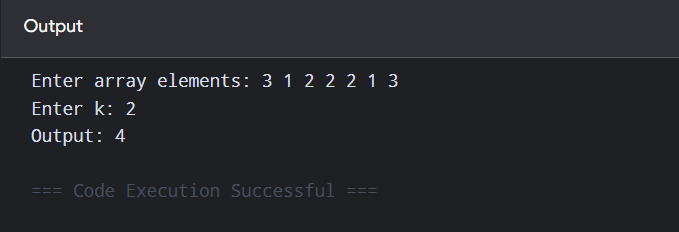 Output
Enter array elements: 3 1 2 2 2 1 3
Enter k: 2
Output: 4
=== Code Execution Successful ===